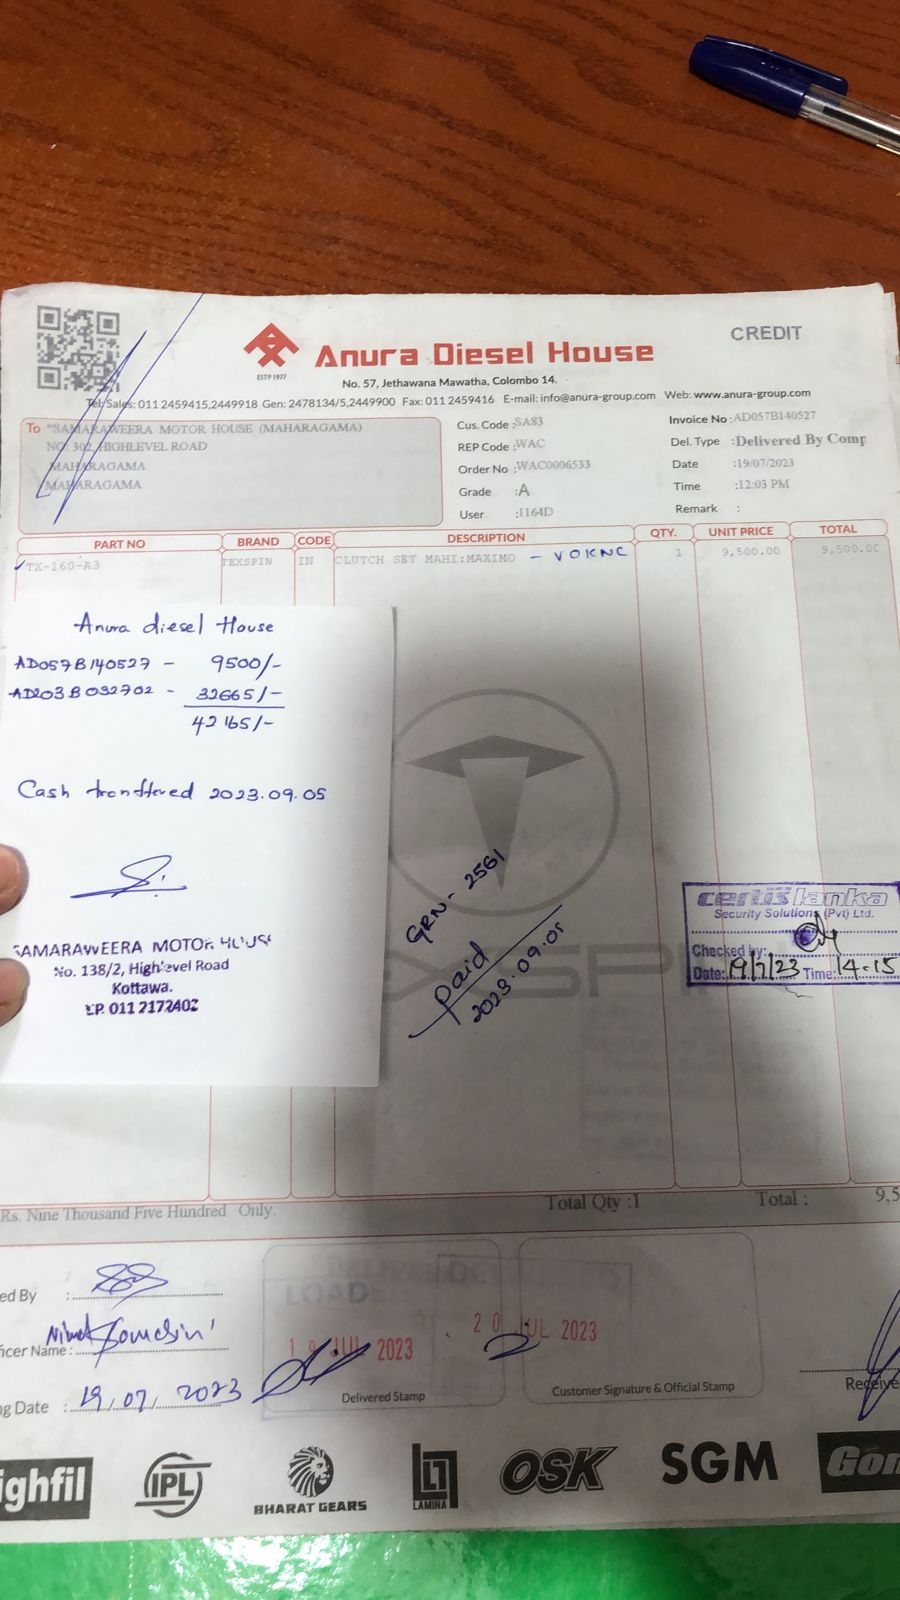 CREDIT
ESTD 1977
Anura Diesel House
No. 57, Jethawana Mawatha, Colombo 14.
Tel: Sales: 011 2459415,2449918 Gen: 2478134/5,2449900 Fax: 011 2459416 E-mail: info@anura-group.com Web: www.anura-group.com
To *SAMARAWEERA MOTOR HOUSE (MAHARAGAMA)
NO: 302, HIGHLEVEL ROAD
MAHARAGAMA
MAHARAGAMA
Cus. Code :SA83
REP Code :WAC
Order No :WAC0006533
Grade :A
User :1164D
Invoice No :AD057B140527
Del. Type :Delivered By Comp
Date :19/07/2023
Time :12:03 PM
Remark :
PART NO BRAND CODE DESCRIPTION QTY. UNIT PRICE TOTAL
TX-160-A3 TEXSPIN IN CLUTCH SET MAHI:MAXIMO - VOKNC 1 9,500.00 9,500.00
Anura diesel House
AD057B140527 - 9500/-
AD203B032702 - 32665/-
42165/-
Cash transfered 2023.09.05
SAMARAWEERA MOTOR HOUSE
No. 138/2, Highlevel Road
Kottawa.
T.P. 011 2172402
GRN - 2561
paid
2023.09.05
certis lanka
Security Solutions (Pvt) Ltd.
Checked by:
Date: 19/7/23 Time: 14.15
Rs. Nine Thousand Five Hundred Only.
Total Qty :1
Total : 9,5
ed By :
icer Name :
ng Date : 19/07/2023
LOADE
19 JUL 2023
20 JUL 2023
Delivered Stamp
Customer Signature & Official Stamp
Receive
ighfil
IPL
BHARAT GEARS
LAMINA
OSK
SGM
Gon